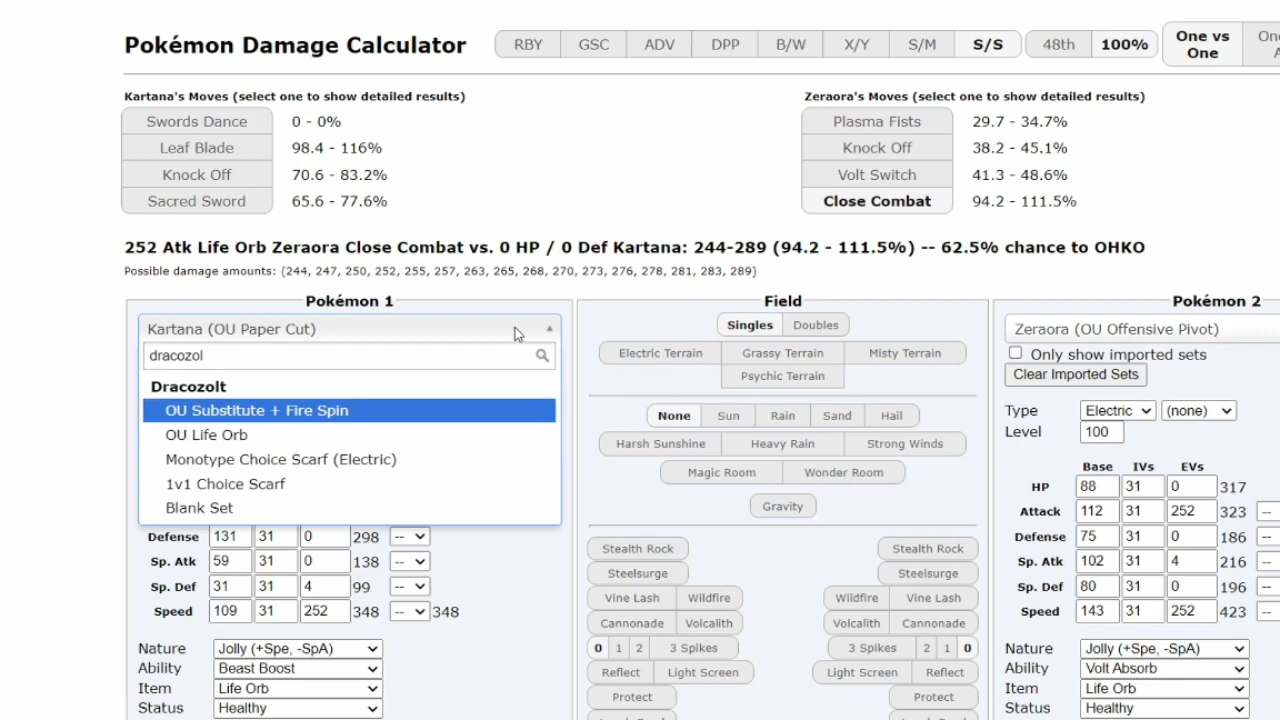 Pokémon Damage Calculator
RBY GSC ADV DPP B/W X/Y S/M S/S 48th 100% One vs One
Kartana's Moves (select one to show detailed results)
Swords Dance 0 - 0%
Leaf Blade 98.4 - 116%
Knock Off 70.6 - 83.2%
Sacred Sword 65.6 - 77.6%
Zeraora's Moves (select one to show detailed results)
Plasma Fists 29.7 - 34.7%
Knock Off 38.2 - 45.1%
Volt Switch 41.3 - 48.6%
Close Combat 94.2 - 111.5%
252 Atk Life Orb Zeraora Close Combat vs. 0 HP / 0 Def Kartana: 244-289 (94.2 - 111.5%) -- 62.5% chance to OHKO
Possible damage amounts: (244, 247, 250, 252, 255, 257, 263, 265, 268, 270, 273, 276, 278, 281, 283, 289)
Pokémon 1
Kartana (OU Paper Cut)
dracozol
Dracozolt
OU Substitute + Fire Spin
OU Life Orb
Monotype Choice Scarf (Electric)
1v1 Choice Scarf
Blank Set
Defense 131 31 0 298 --
Sp. Atk 59 31 0 138 --
Sp. Def 31 31 4 99 --
Speed 109 31 252 348 -- 348
Nature Jolly (+Spe, -SpA)
Ability Beast Boost
Item Life Orb
Status Healthy
Field
Singles Doubles
Electric Terrain Grassy Terrain Misty Terrain
Psychic Terrain
None Sun Rain Sand Hail
Harsh Sunshine Heavy Rain Strong Winds
Magic Room Wonder Room
Gravity
Stealth Rock Stealth Rock
Steelsurge Steelsurge
Vine Lash Wildfire Wildfire Vine Lash
Cannonade Volcalith Volcalith Cannonade
0 1 2 3 Spikes 3 Spikes 2 1 0
Reflect Light Screen Light Screen Reflect
Protect Protect
Pokémon 2
Zeraora (OU Offensive Pivot)
Only show imported sets
Clear Imported Sets
Type Electric (none)
Level 100
Base IVs EVs
HP 88 31 0 317
Attack 112 31 252 323 --
Defense 75 31 0 186 --
Sp. Atk 102 31 4 216 --
Sp. Def 80 31 0 196 --
Speed 143 31 252 423 --
Nature Jolly (+Spe, -SpA)
Ability Volt Absorb
Item Life Orb
Status Healthy